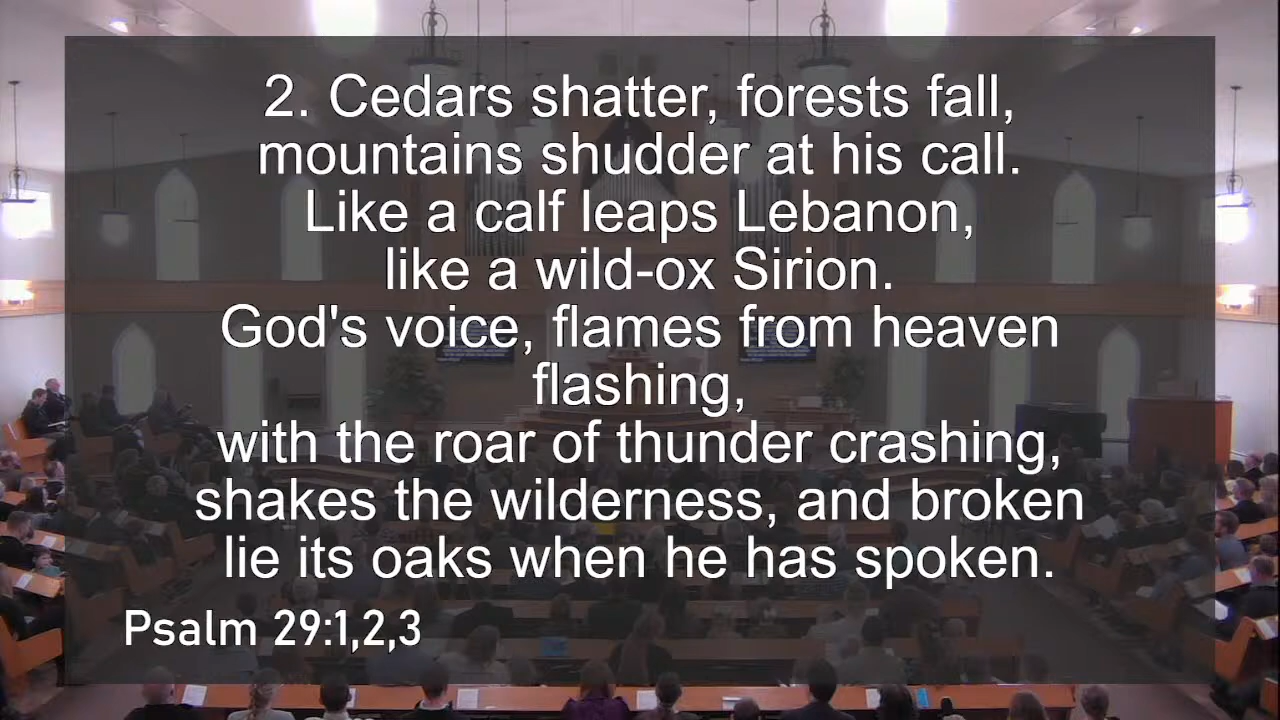 2. Cedars shatter, forests fall,
mountains shudder at his call.
Like a calf leaps Lebanon,
like a wild-ox Sirion.
God's voice, flames from heaven
flashing,
with the roar of thunder crashing,
shakes the wilderness, and broken
lie its oaks when he has spoken.
Psalm 29:1,2,3